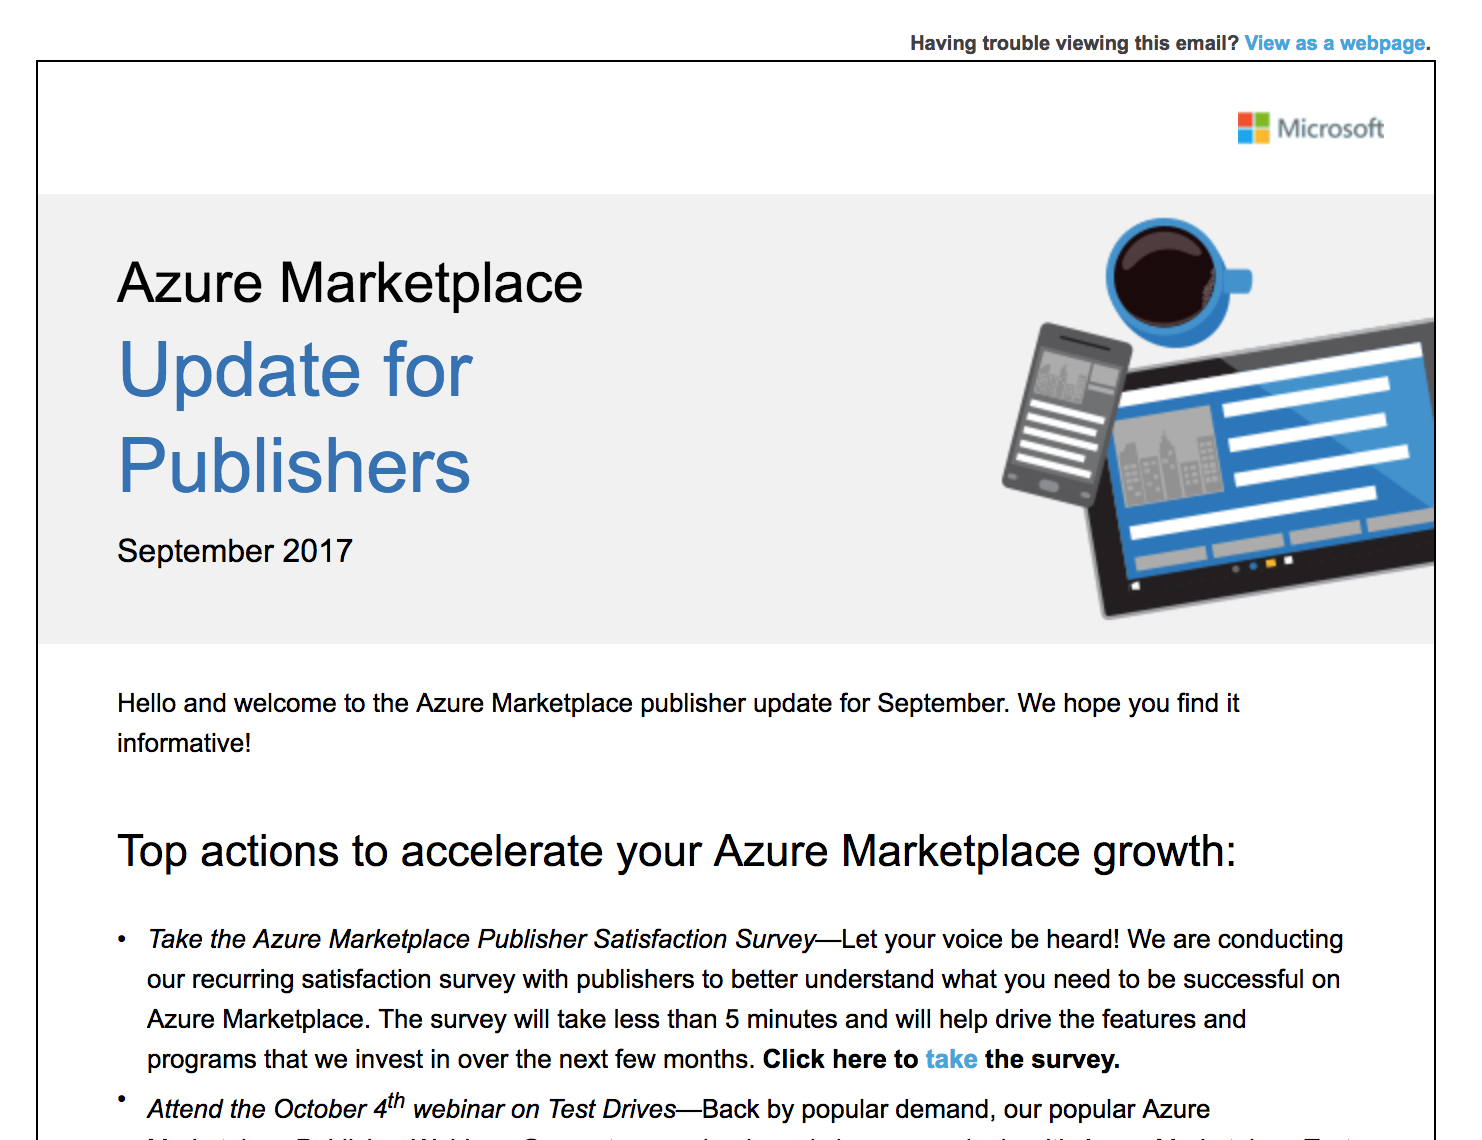 Having trouble viewing this email? View as a webpage.
Microsoft
Azure Marketplace
Update for
Publishers
September 2017
Hello and welcome to the Azure Marketplace publisher update for September. We hope you find it
informative!
Top actions to accelerate your Azure Marketplace growth:
• Take the Azure Marketplace Publisher Satisfaction Survey—Let your voice be heard! We are conducting
our recurring satisfaction survey with publishers to better understand what you need to be successful on
Azure Marketplace. The survey will take less than 5 minutes and will help drive the features and
programs that we invest in over the next few months. Click here to take the survey.
• Attend the October 4th webinar on Test Drives—Back by popular demand, our popular Azure